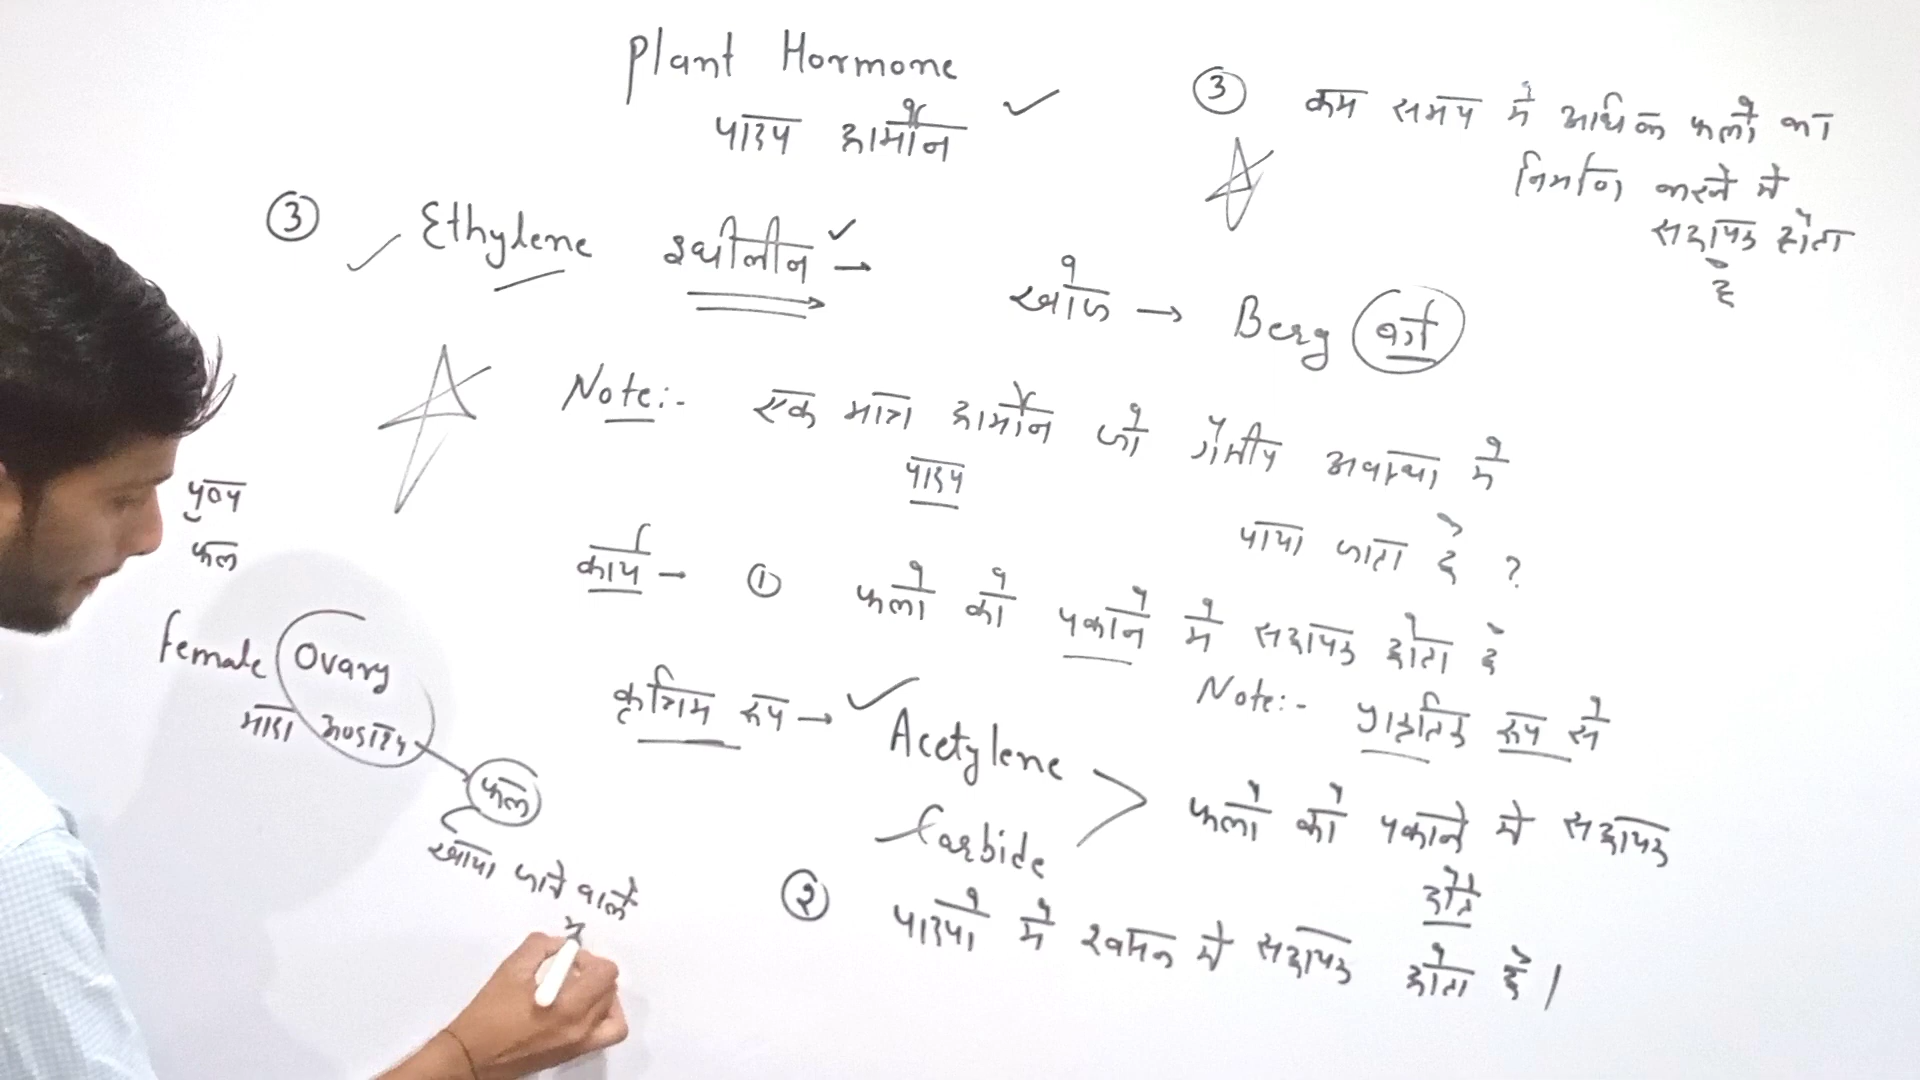 Plant Hormone
पादप हार्मोन
③ Ethylene इथीलीन →
खोज → Berg बर्ग
Note:- एक मात्र हार्मोन जो गैसीय अवस्था में
पादप
पाया जाता है ?
कार्य - ① फलों को पकाने में सहायक होता है
Note:- प्राकृतिक रूप से
कृत्रिम रूप → Acetylene
Carbide
फलों को पकाने में सहायक
होते
② पादपों में श्वसन में सहायक होता है।
③ कम समय में अधिक फलों का
निर्माण करने में
सहायक होता
है
पुष्प
फल
Female Ovary
मादा अण्डाशय
फल
खाया जाने वाले